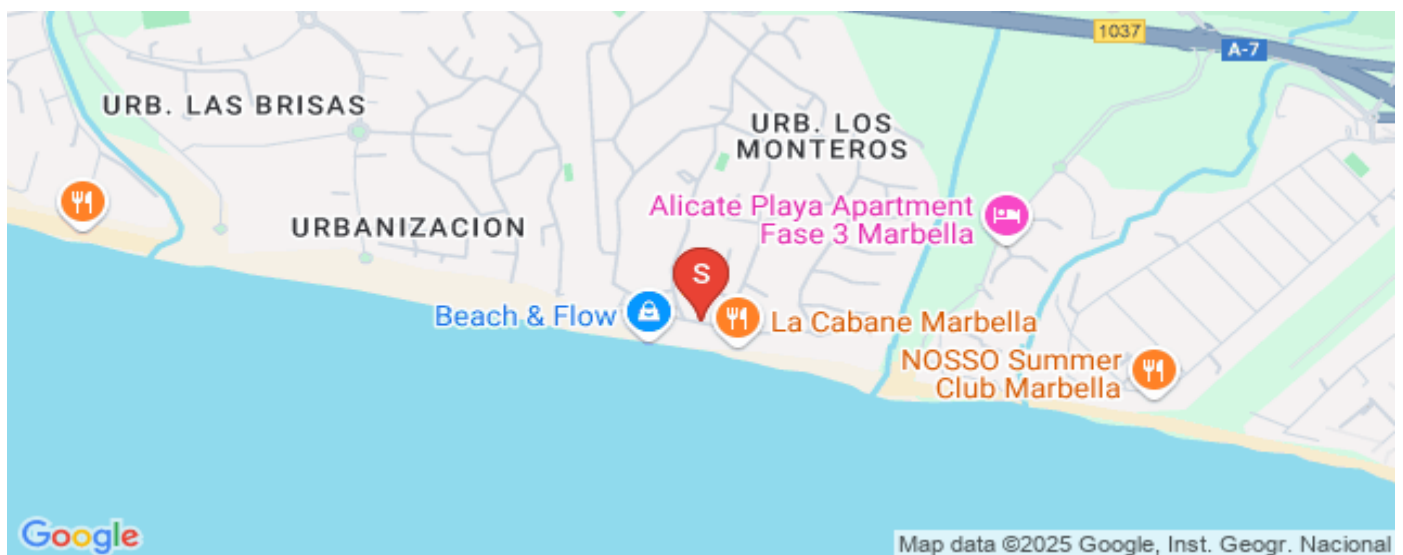 1037
A-7
URB. LAS BRISAS
URB. LOS
MONTEROS
Alicate Playa Apartment
Fase 3 Marbella
URBANIZACION
S
Beach & Flow
La Cabane Marbella
NOSSO Summer
Club Marbella
Google
Map data ©2025 Google, Inst. Geogr. Nacional